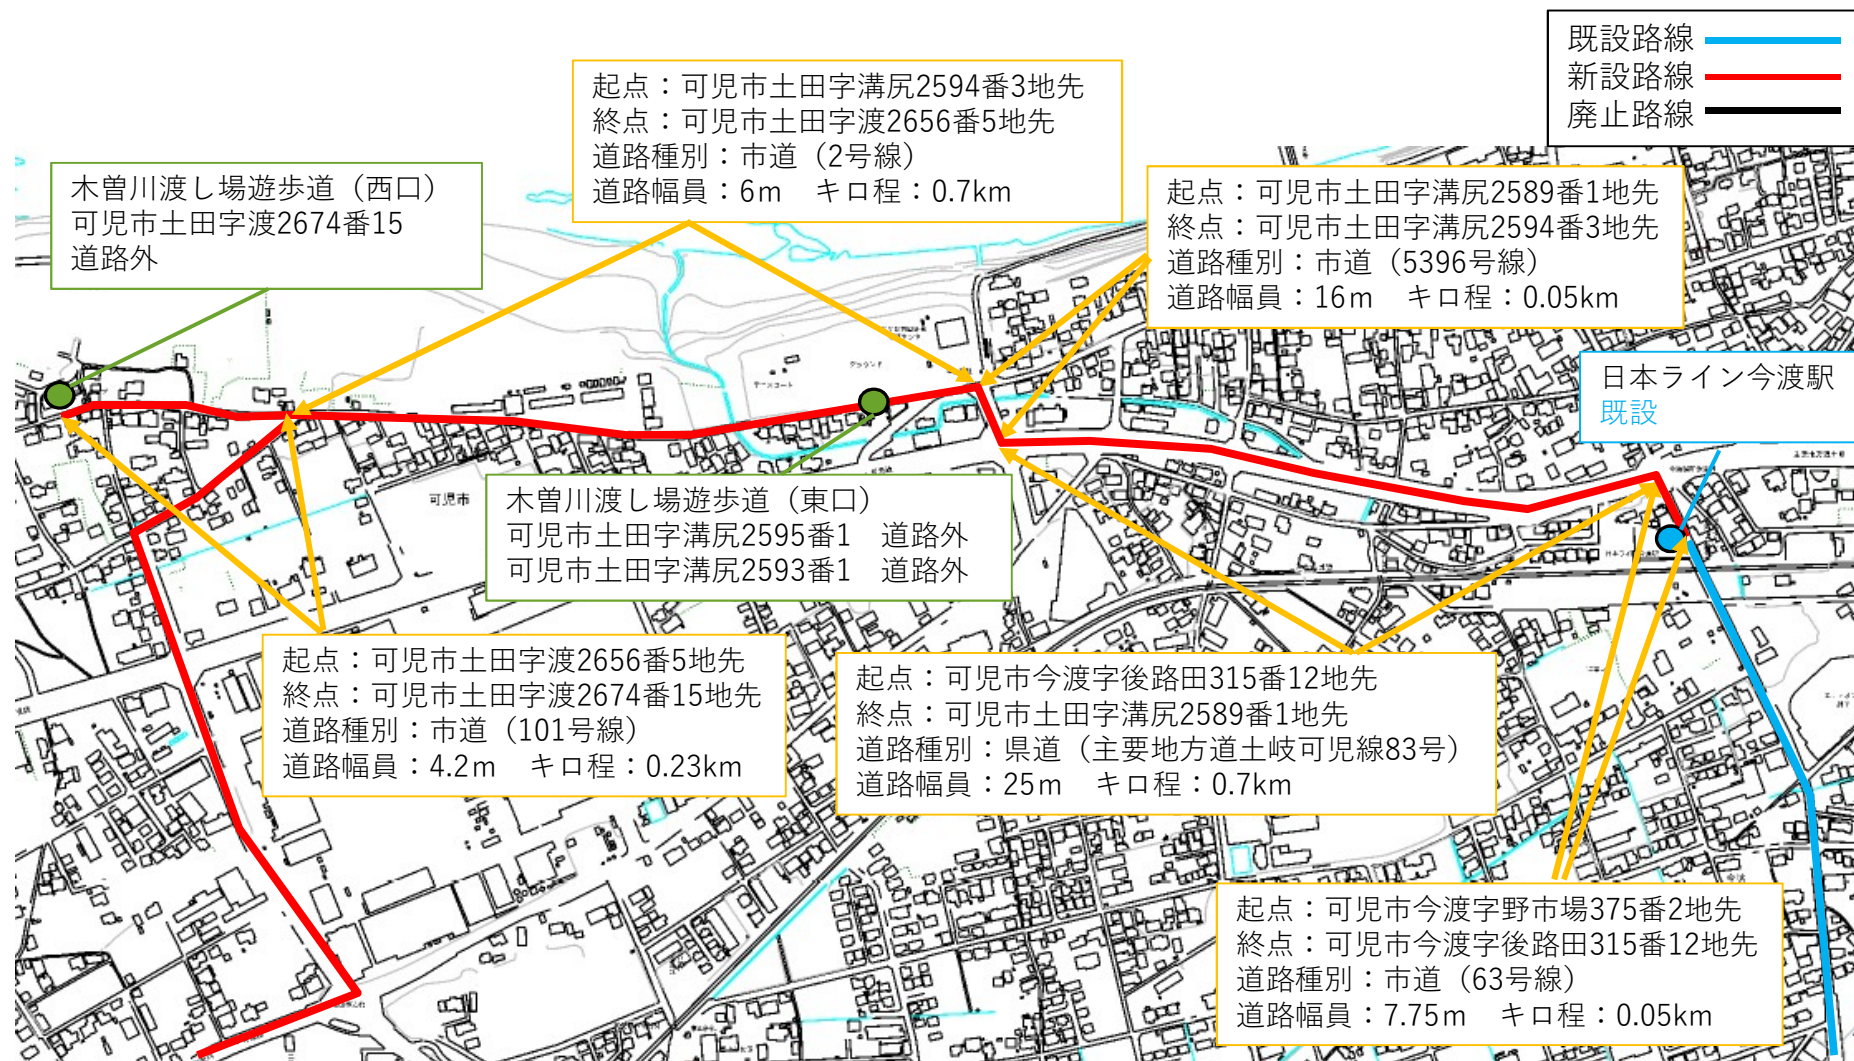 既設路線
新設路線
廃止路線
起点：可児市土田字溝尻2594番3地先
終点：可児市土田字渡2656番5地先
道路種別：市道（2号線）
道路幅員：6m　キロ程：0.7km
木曽川渡し場遊歩道（西口）
可児市土田字渡2674番15
道路外
起点：可児市土田字溝尻2589番1地先
終点：可児市土田字溝尻2594番3地先
道路種別：市道（5396号線）
道路幅員：16m　キロ程：0.05km
日本ライン今渡駅
既設
グラウンド
可児市
木曽川渡し場遊歩道（東口）
可児市土田字溝尻2595番1　道路外
可児市土田字溝尻2593番1　道路外
起点：可児市土田字渡2656番5地先
終点：可児市土田字渡2674番15地先
道路種別：市道（101号線）
道路幅員：4.2m　キロ程：0.23km
起点：可児市今渡字後路田315番12地先
終点：可児市土田字溝尻2589番1地先
道路種別：県道（主要地方道土岐可児線83号）
道路幅員：25m　キロ程：0.7km
起点：可児市今渡字野市場375番2地先
終点：可児市今渡字後路田315番12地先
道路種別：市道（63号線）
道路幅員：7.75m　キロ程：0.05km